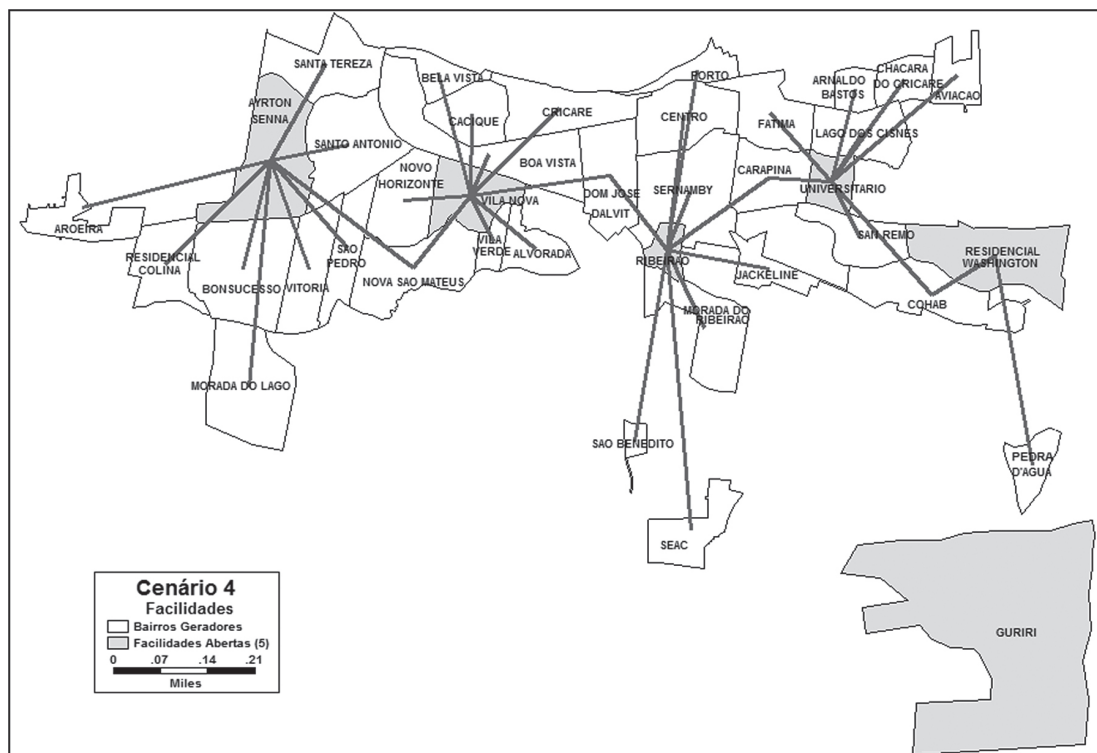 SANTA TEREZA
BELA VISTA
PORTO
ARNALDO
BASTOS
CHACARA
DO CRICARE
AVIACAO
AYRTON
SENNA
CACIQUE
CRICARE
CENTRO
FATIMA
LAGO DOS CISNES
SANTO ANTONIO
NOVO
HORIZONTE
BOA VISTA
DOM JOSE
DALVIT
SERNAMBY
CARAPINA
UNIVERSITARIO
VILA NOVA
AROEIRA
RESIDENCIAL
COLINA
BONSUCESSO
VITORIA
SAO
PEDRO
NOVA SAO MATEUS
VILA
VERDE
ALVORADA
RIBEIRAO
JACKELINE
SAN REMO
RESIDENCIAL
WASHINGTON
COHAB
MORADA DO
RIBEIRAO
MORADA DO LAGO
SAO BENEDITO
PEDRA
D'AGUA
SEAC
GURIRI
Cenário 4
Facilidades
Bairros Geradores
Facilidades Abertas (5)
0 .07 .14 .21
Miles